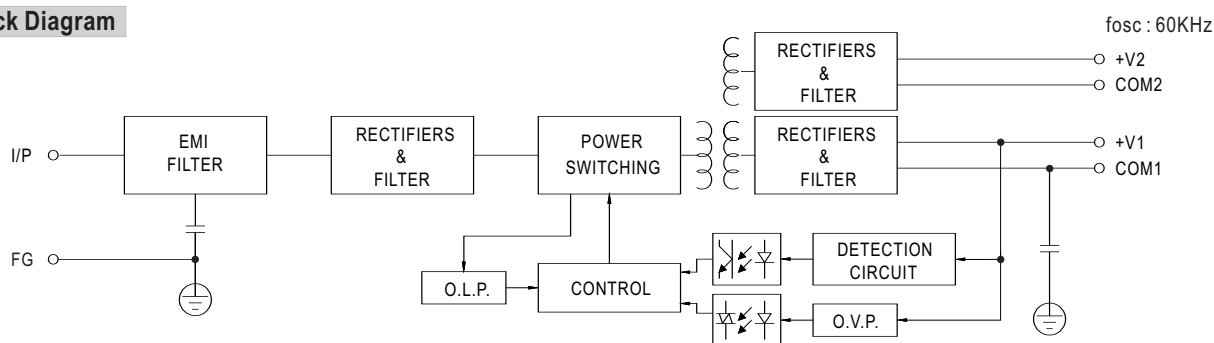 ck Diagram
fosc : 60KHz
RECTIFIERS
&
FILTER
+V2
COM2
I/P
EMI
FILTER
RECTIFIERS
&
FILTER
POWER
SWITCHING
RECTIFIERS
&
FILTER
+V1
COM1
FG
O.L.P.
CONTROL
DETECTION
CIRCUIT
O.V.P.